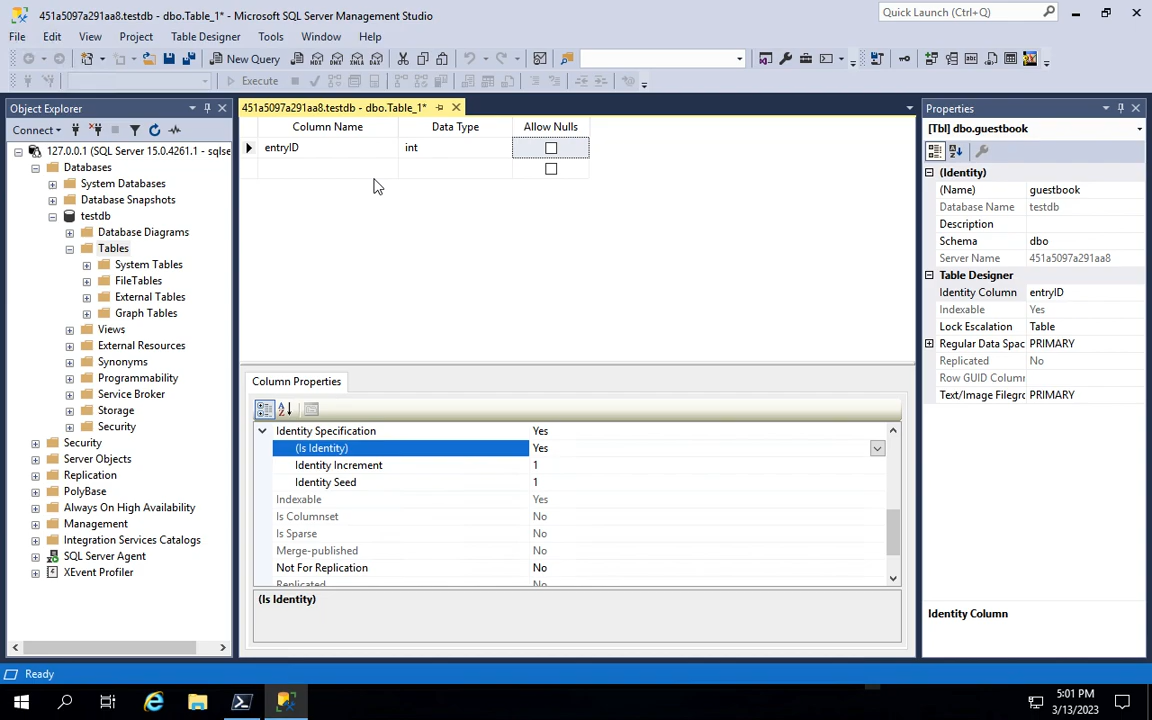 451a5097a291aa8.testdb - dbo.Table_1* - Microsoft SQL Server Management Studio
Quick Launch (Ctrl+Q)
File Edit View Project Table Designer Tools Window Help
New Query
MDX DMX XMLA DAX
Execute
Object Explorer
Connect
127.0.0.1 (SQL Server 15.0.4261.1 - sqlse
Databases
System Databases
Database Snapshots
testdb
Database Diagrams
Tables
System Tables
FileTables
External Tables
Graph Tables
Views
External Resources
Synonyms
Programmability
Service Broker
Storage
Security
Security
Server Objects
Replication
PolyBase
Always On High Availability
Management
Integration Services Catalogs
SQL Server Agent
XEvent Profiler
451a5097a291aa8.testdb - dbo.Table_1*
Column Name Data Type Allow Nulls
entryID int
Column Properties
Identity Specification Yes
(Is Identity) Yes
Identity Increment 1
Identity Seed 1
Indexable Yes
Is Columnset No
Is Sparse No
Merge-published No
Not For Replication No
Replicated No
(Is Identity)
Properties
[Tbl] dbo.guestbook
(Identity)
(Name) guestbook
Database Name testdb
Description
Schema dbo
Server Name 451a5097a291aa8
Table Designer
Identity Column entryID
Indexable Yes
Lock Escalation Table
Regular Data Spac PRIMARY
Replicated No
Row GUID Column
Text/Image Filegro PRIMARY
Identity Column
Ready
5:01 PM
3/13/2023